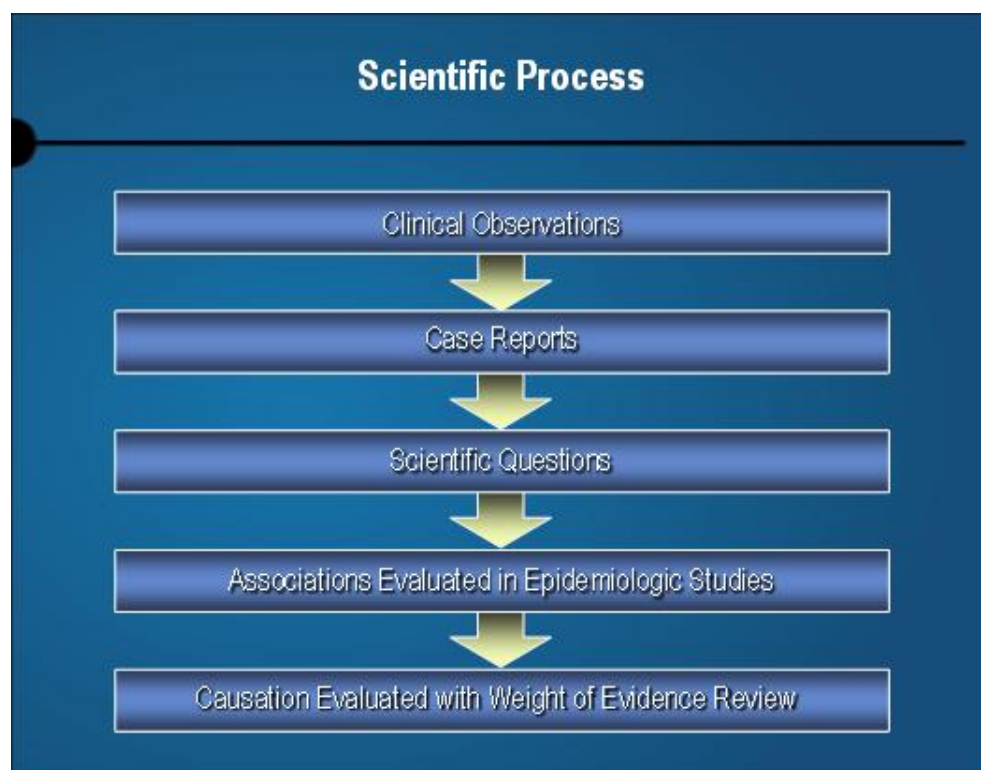 Scientific Process
Clinical Observations
Case Reports
Scientific Questions
Associations Evaluated in Epidemiologic Studies
Causation Evaluated with Weight of Evidence Review